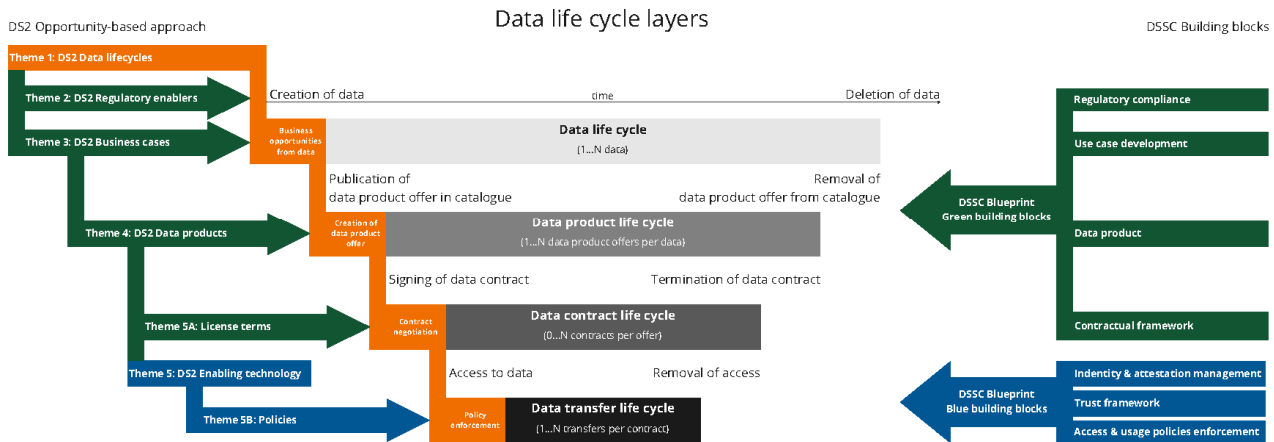 Data life cycle layers
DS2 Opportunity-based approach
DSSC Building blocks
Theme 1: DS2 Data lifecycles
Theme 2: DS2 Regulatory enablers
Theme 3: DS2 Business cases
Theme 4: DS2 Data products
Theme 5A: License terms
Theme 5: DS2 Enabling technology
Theme 5B: Policies
Creation of data
time
Deletion of data
Business
opportunities
from data
Data life cycle
{1...N data}
Publication of
data product offer in catalogue
Removal of
data product offer from catalogue
Creation of
data product
offer
Data product life cycle
{1...N data product offers per data}
Signing of data contract
Termination of data contract
Contract
negotiation
Data contract life cycle
{0...N contracts per offer}
Access to data
Removal of access
Policy
enforcement
Data transfer life cycle
{1...N transfers per contract}
DSSC Blueprint
Green building blocks
Regulatory compliance
Use case development
Data product
Contractual framework
DSSC Blueprint
Blue building blocks
Indentity & attestation management
Trust framework
Access & usage policies enforcement